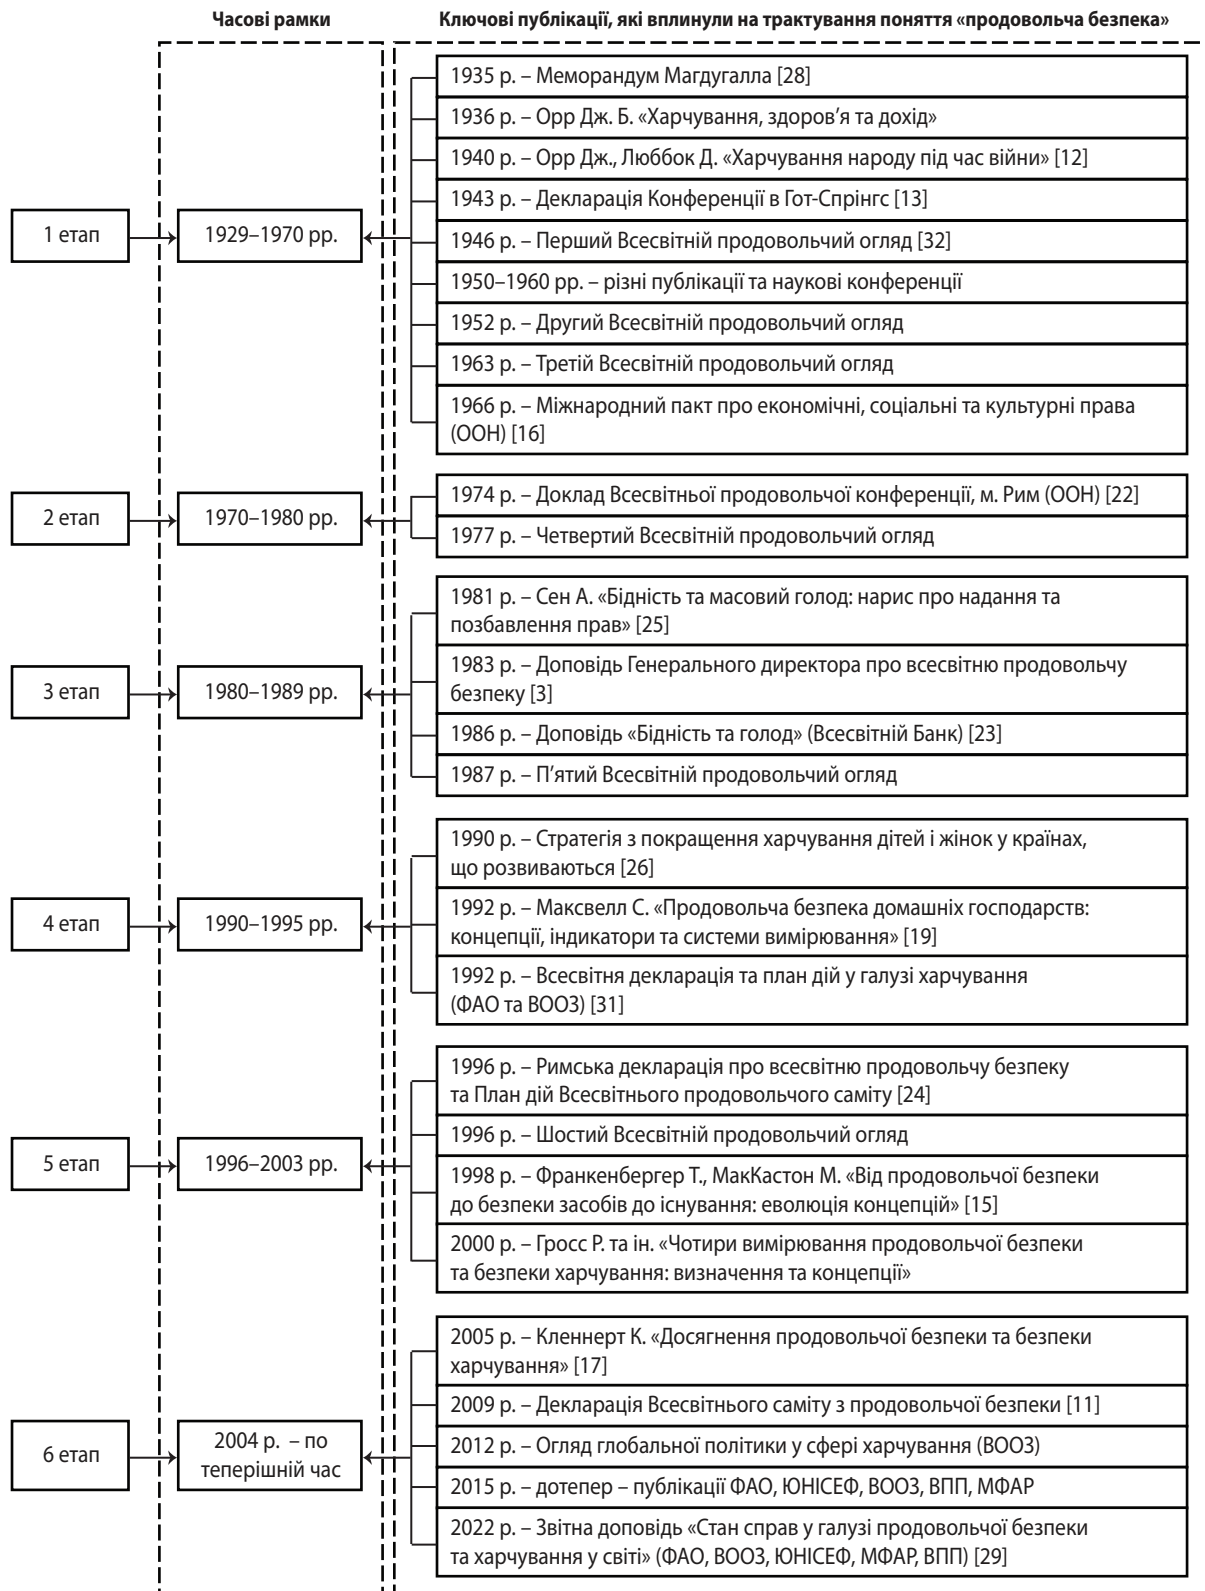 Часові рамки
Ключові публікації, які вплинули на трактування поняття «продовольча безпека»
1 етап
1929–1970 рр.
1935 р. – Меморандум Магдугалла [28]
1936 р. – Орр Дж. Б. «Харчування, здоров’я та дохід»
1940 р. – Орр Дж., Люббок Д. «Харчування народу під час війни» [12]
1943 р. – Декларація Конференції в Гот-Спрінгс [13]
1946 р. – Перший Всесвітній продовольчий огляд [32]
1950–1960 рр. – різні публікації та наукові конференції
1952 р. – Другий Всесвітній продовольчий огляд
1963 р. – Третій Всесвітній продовольчий огляд
1966 р. – Міжнародний пакт про економічні, соціальні та культурні права
(ООН) [16]
2 етап
1970–1980 рр.
1974 р. – Доклад Всесвітньої продовольчої конференції, м. Рим (ООН) [22]
1977 р. – Четвертий Всесвітній продовольчий огляд
3 етап
1980–1989 рр.
1981 р. – Сен А. «Бідність та масовий голод: нарис про надання та
позбавлення прав» [25]
1983 р. – Доповідь Генерального директора про всесвітню продовольчу
безпеку [3]
1986 р. – Доповідь «Бідність та голод» (Всесвітній Банк) [23]
1987 р. – П’ятий Всесвітній продовольчий огляд
4 етап
1990–1995 рр.
1990 р. – Стратегія з покращення харчування дітей і жінок у країнах,
що розвиваються [26]
1992 р. – Максвелл С. «Продовольча безпека домашніх господарств:
концепції, індикатори та системи вимірювання» [19]
1992 р. – Всесвітня декларація та план дій у галузі харчування
(ФАО та ВООЗ) [31]
5 етап
1996–2003 рр.
1996 р. – Римська декларація про всесвітню продовольчу безпеку
та План дій Всесвітнього продовольчого саміту [24]
1996 р. – Шостий Всесвітній продовольчий огляд
1998 р. – Франкенбергер Т., МакКастон М. «Від продовольчої безпеки
до безпеки засобів до існування: еволюція концепцій» [15]
2000 р. – Гросс Р. та ін. «Чотири вимірювання продовольчої безпеки
та безпеки харчування: визначення та концепції»
6 етап
2004 р. – по
теперішній час
2005 р. – Кленнерт К. «Досягнення продовольчої безпеки та безпеки
харчування» [17]
2009 р. – Декларація Всесвітнього саміту з продовольчої безпеки [11]
2012 р. – Огляд глобальної політики у сфері харчування (ВООЗ)
2015 р. – дотепер – публікації ФАО, ЮНІСЕФ, ВООЗ, ВПП, МФАР
2022 р. – Звітна доповідь «Стан справ у галузі продовольчої безпеки
та харчування у світі» (ФАО, ВООЗ, ЮНІСЕФ, МФАР, ВПП) [29]